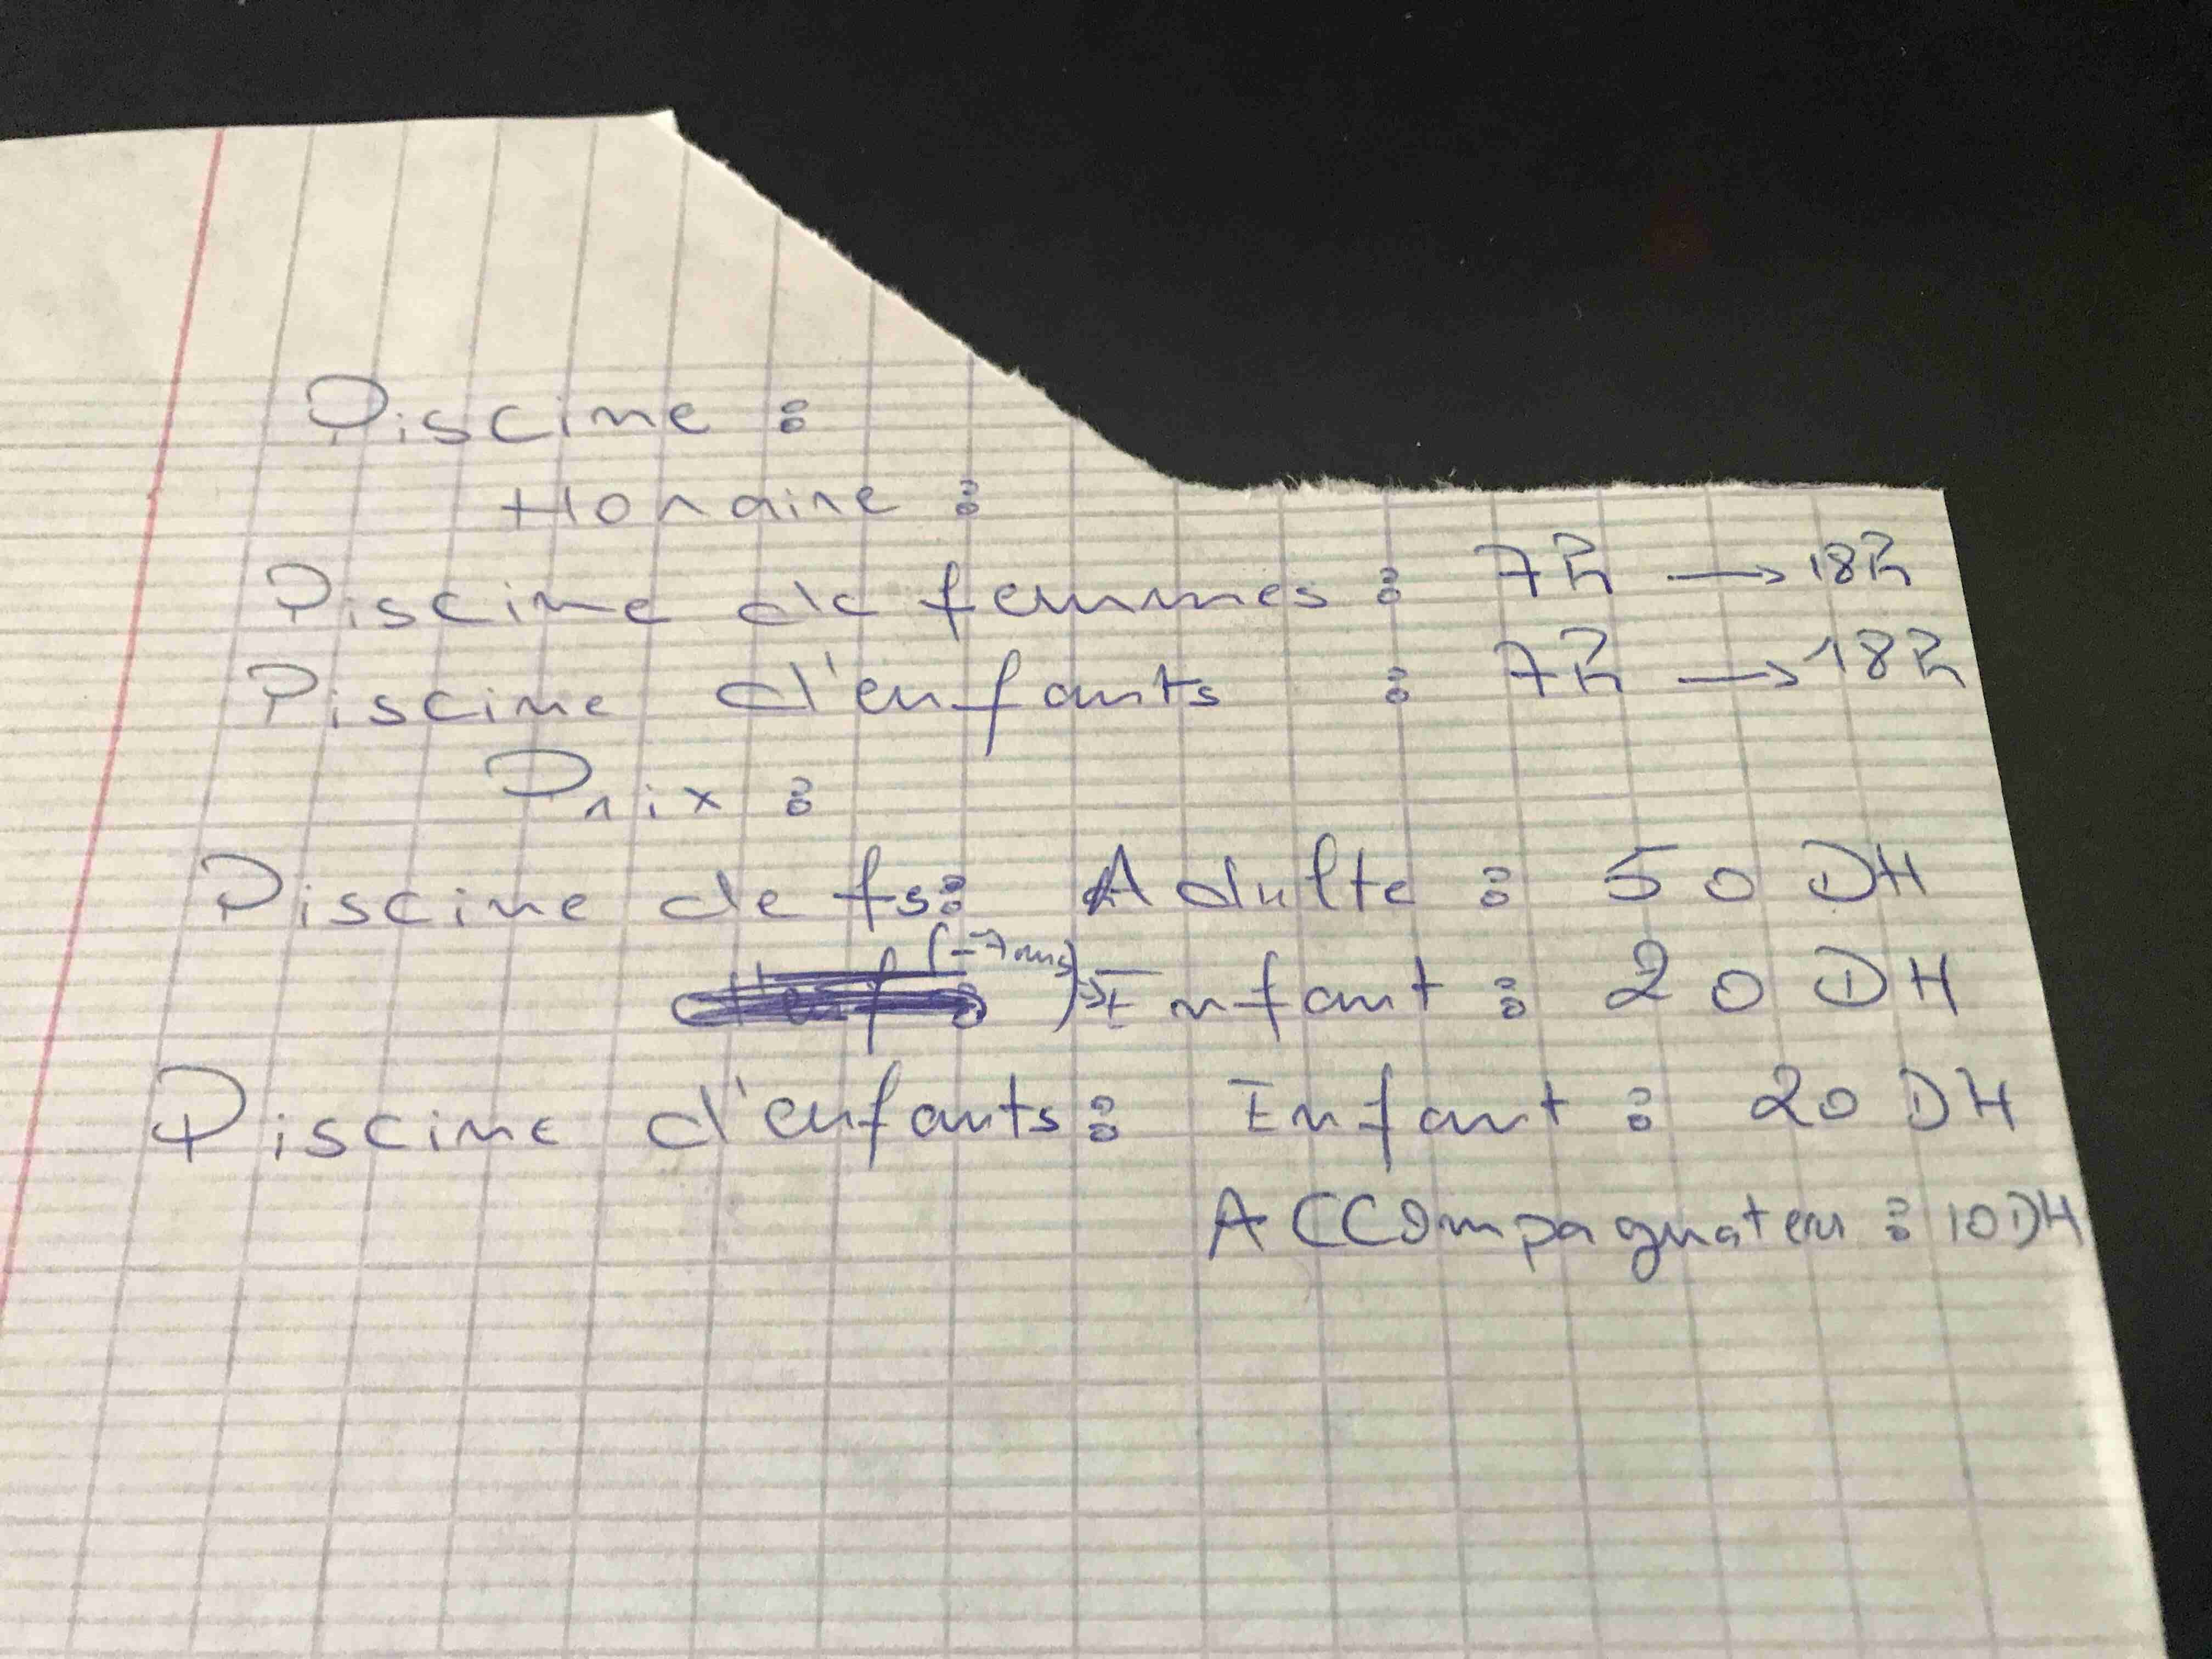 Piscine :
Horaire :
Piscine de femmes : 7h → 18h
Piscine d'enfants : 7h → 18h
Prix :
Piscine de fs: Adulte : 50 DH
(-7ans) Enfant : 20 DH
Piscine d'enfants : Enfant : 20 DH
ACCOmpagnateur : 10DH